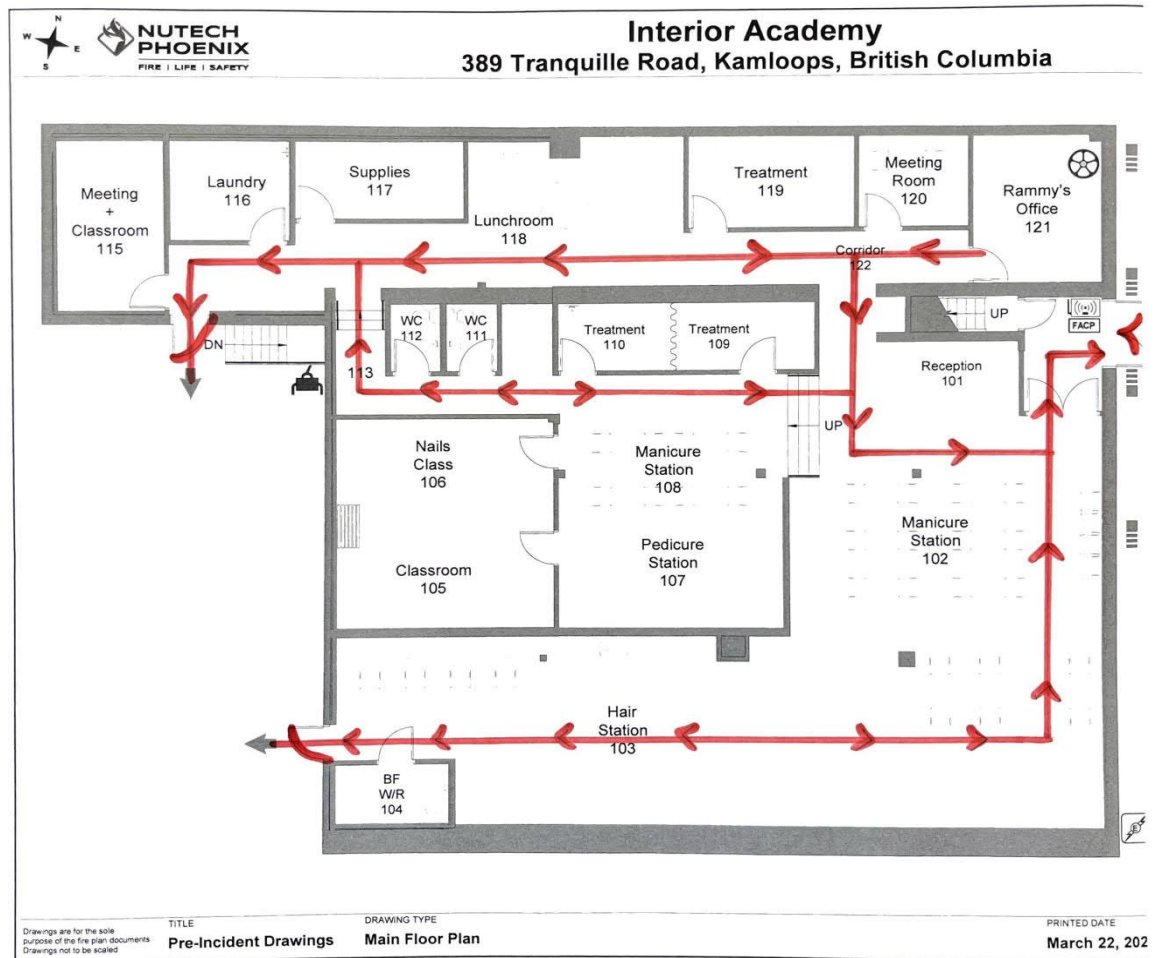 N
W
E
S
NUTECH
PHOENIX
FIRE | LIFE | SAFETY
Interior Academy
389 Tranquille Road, Kamloops, British Columbia
Meeting
+
Classroom
115
Laundry
116
Supplies
117
Lunchroom
118
Treatment
119
Meeting
Room
120
Rammy's
Office
121
Corridor
122
DN
113
WC
112
WC
111
Treatment
110
Treatment
109
UP
FACP
Reception
101
UP
Nails
Class
106
Manicure
Station
108
Manicure
Station
102
Classroom
105
Pedicure
Station
107
Hair
Station
103
BF
W/R
104
Drawings are for the sole
purpose of the fire plan documents
Drawings not to be scaled
TITLE
Pre-Incident Drawings
DRAWING TYPE
Main Floor Plan
PRINTED DATE
March 22, 202